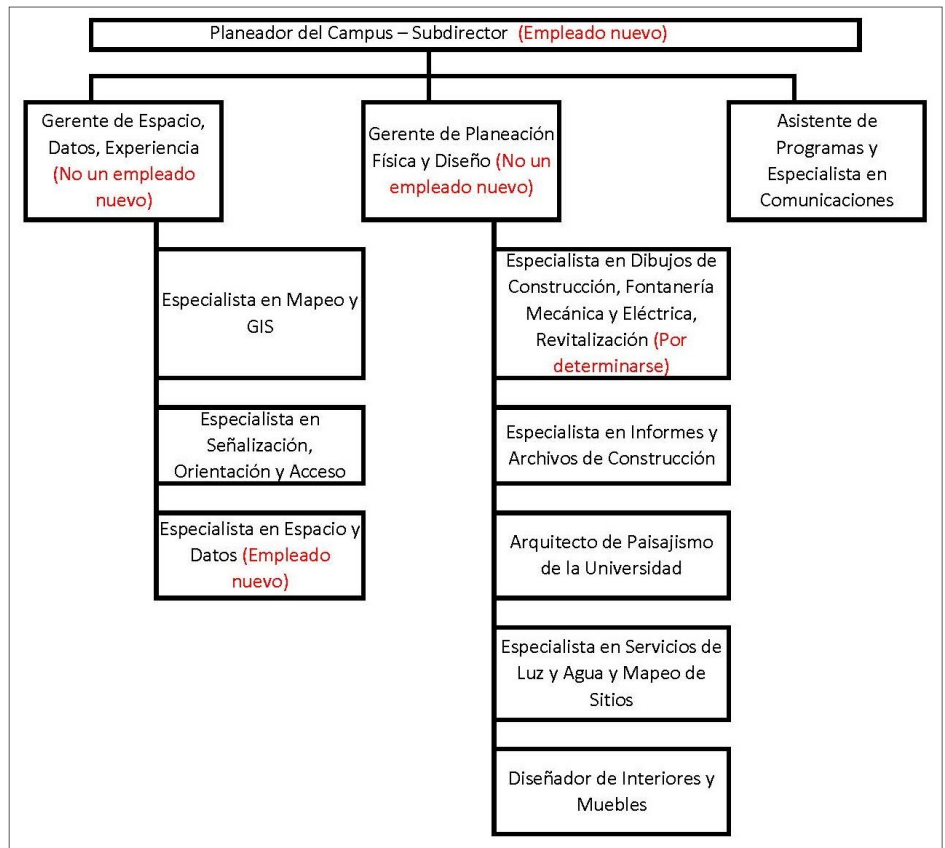 Planeador del Campus – Subdirector (Empleado nuevo)
Gerente de Espacio,
Datos, Experiencia
(No un empleado
nuevo)
Gerente de Planeación
Física y Diseño (No un
empleado nuevo)
Asistente de
Programas y
Especialista en
Comunicaciones
Especialista en Mapeo y
GIS
Especialista en
Señalización,
Orientación y Acceso
Especialista en Espacio y
Datos (Empleado
nuevo)
Especialista en Dibujos de
Construcción, Fontanería
Mecánica y Eléctrica,
Revitalización (Por
determinarse)
Especialista en Informes y
Archivos de Construcción
Arquitecto de Paisajismo
de la Universidad
Especialista en Servicios de
Luz y Agua y Mapeo de
Sitios
Diseñador de Interiores y
Muebles